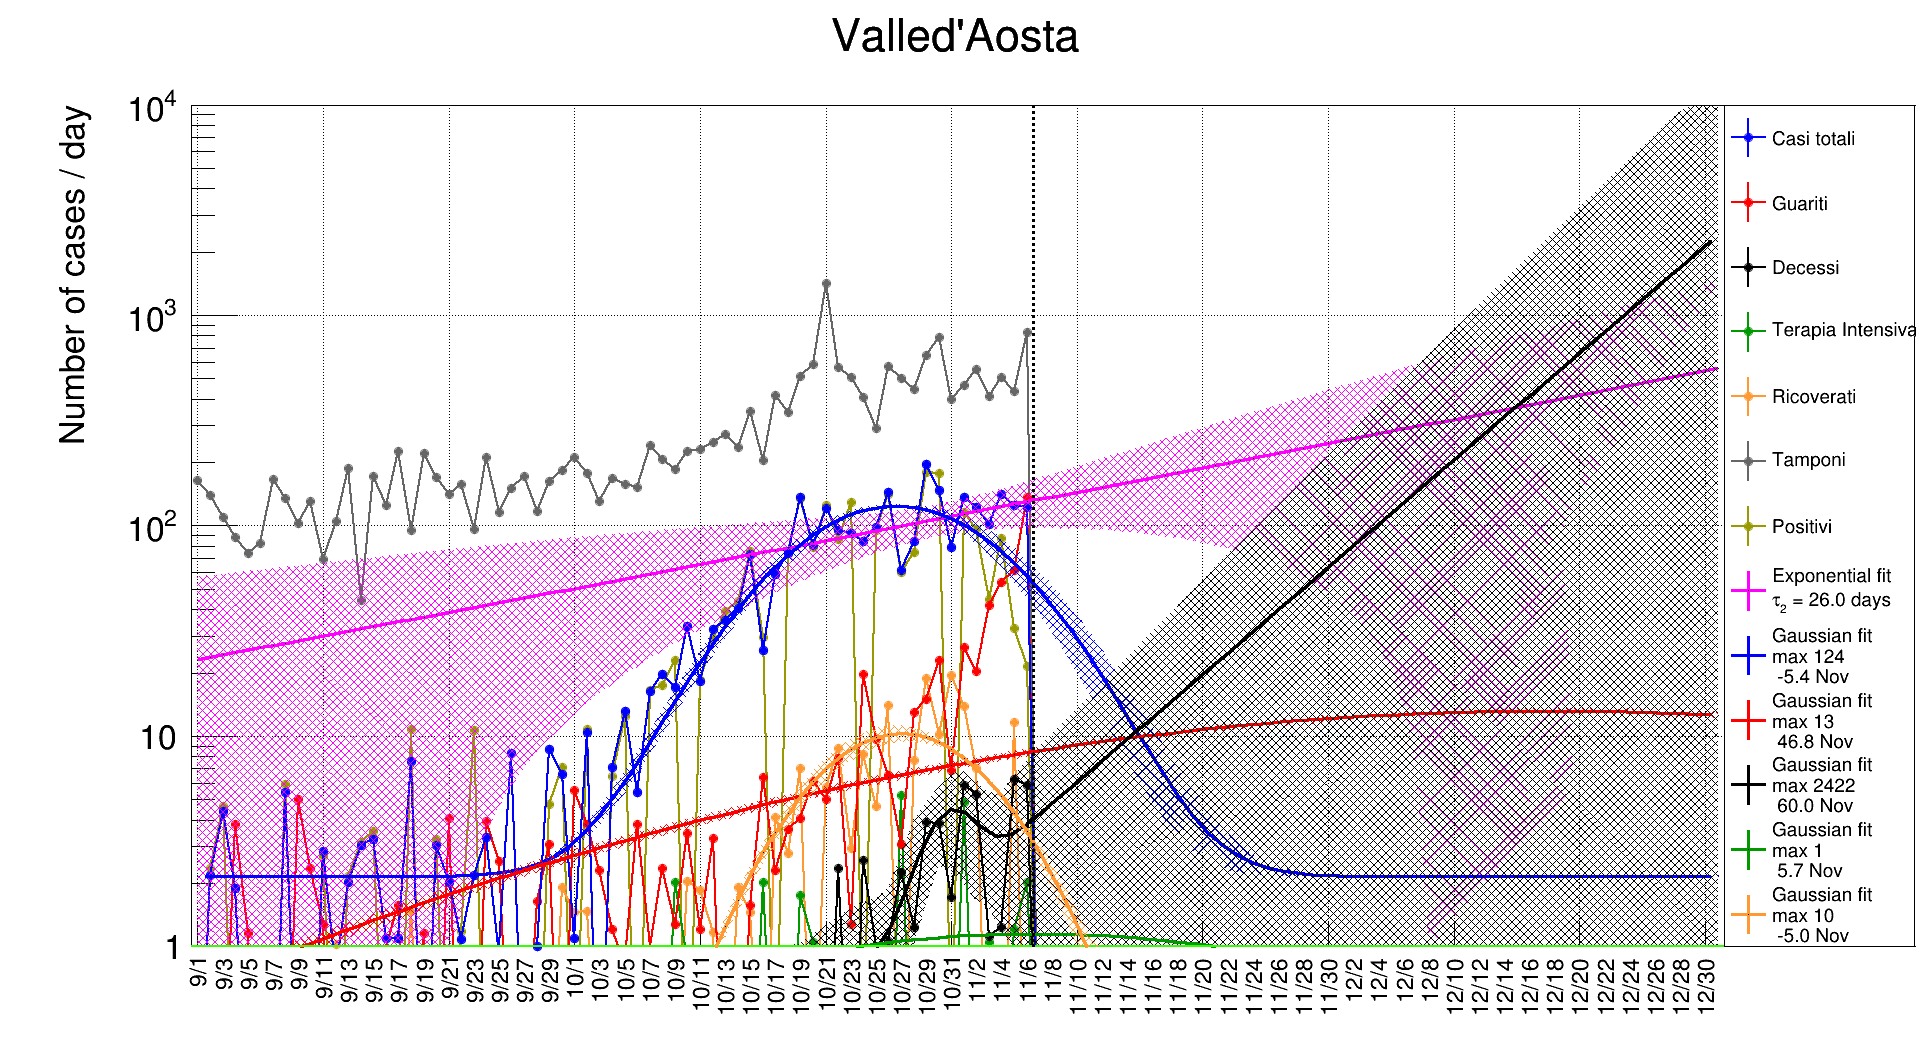 Valled'Aosta
Number of cases / day
10^4
10^3
10^2
10
1
9/1 9/3 9/5 9/7 9/9 9/11 9/13 9/15 9/17 9/19 9/21 9/23 9/25 9/27 9/29 10/1 10/3 10/5 10/7 10/9 10/11 10/13 10/15 10/17 10/19 10/21 10/23 10/25 10/27 10/29 10/31 11/2 11/4 11/6 11/8 11/10 11/12 11/14 11/16 11/18 11/20 11/22 11/24 11/26 11/28 11/30 12/2 12/4 12/6 12/8 12/10 12/12 12/14 12/16 12/18 12/20 12/22 12/24 12/26 12/28 12/30
Casi totali
Guariti
Decessi
Terapia Intensiva
Ricoverati
Tamponi
Positivi
Exponential fit
τ₂ = 26.0 days
Gaussian fit
max 124
-5.4 Nov
Gaussian fit
max 13
46.8 Nov
Gaussian fit
max 2422
60.0 Nov
Gaussian fit
max 1
5.7 Nov
Gaussian fit
max 10
-5.0 Nov